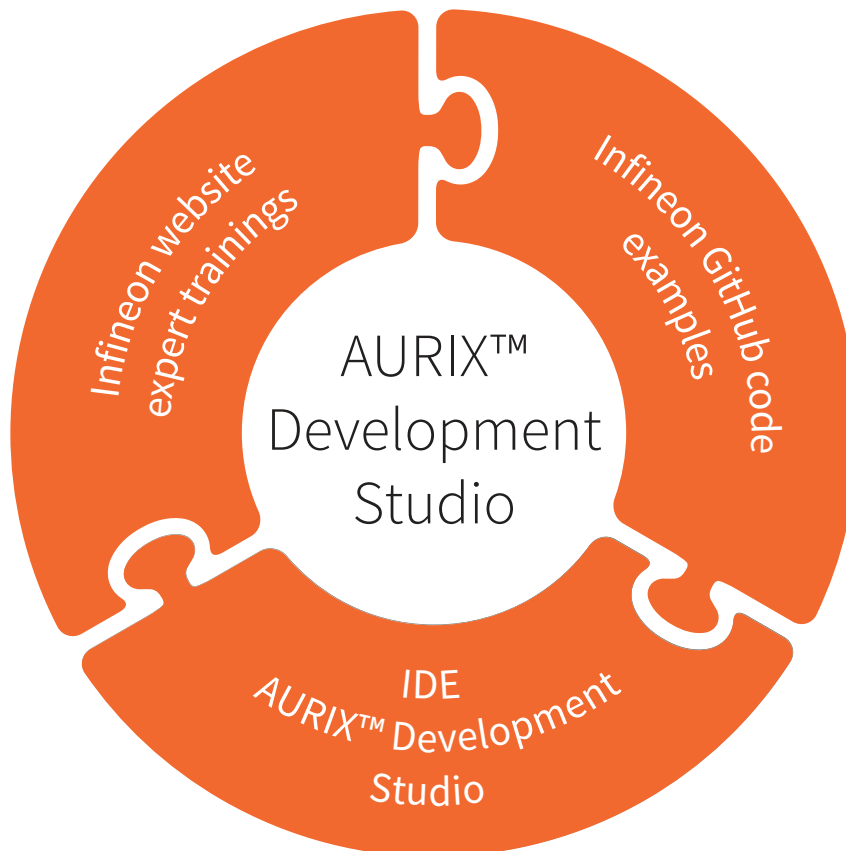 Infineon website
expert trainings
Infineon GitHub code
examples
AURIX™
Development
Studio
IDE
AURIX™ Development
Studio